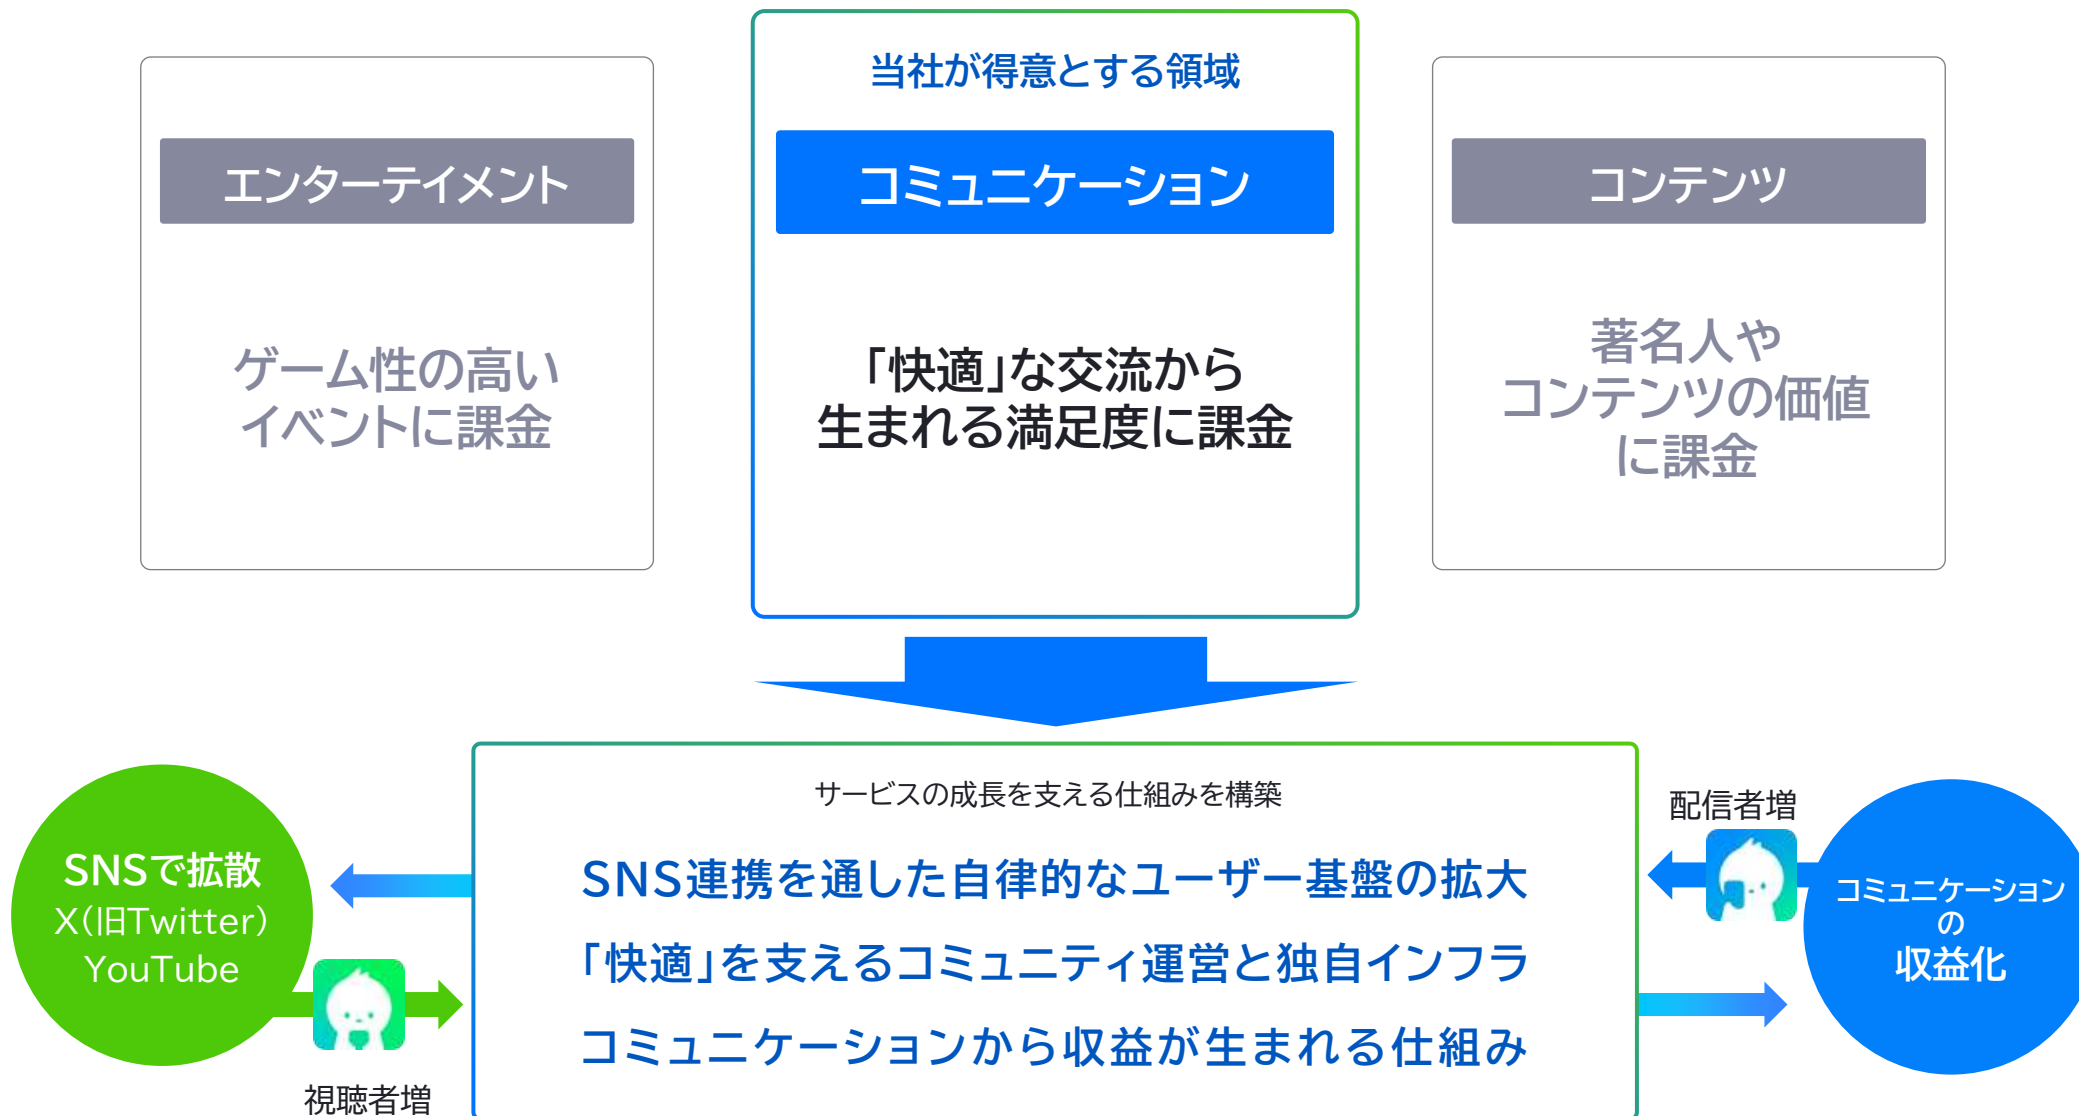 当社が得意とする領域
エンターテイメント
ゲーム性の高い
イベントに課金
コミュニケーション
「快適」な交流から
生まれる満足度に課金
コンテンツ
著名人や
コンテンツの価値
に課金
サービスの成長を支える仕組みを構築
SNS連携を通した自律的なユーザー基盤の拡大
「快適」を支えるコミュニティ運営と独自インフラ
コミュニケーションから収益が生まれる仕組み
SNSで拡散
X(旧Twitter)
YouTube
視聴者増
配信者増
コミュニケーション
の
収益化